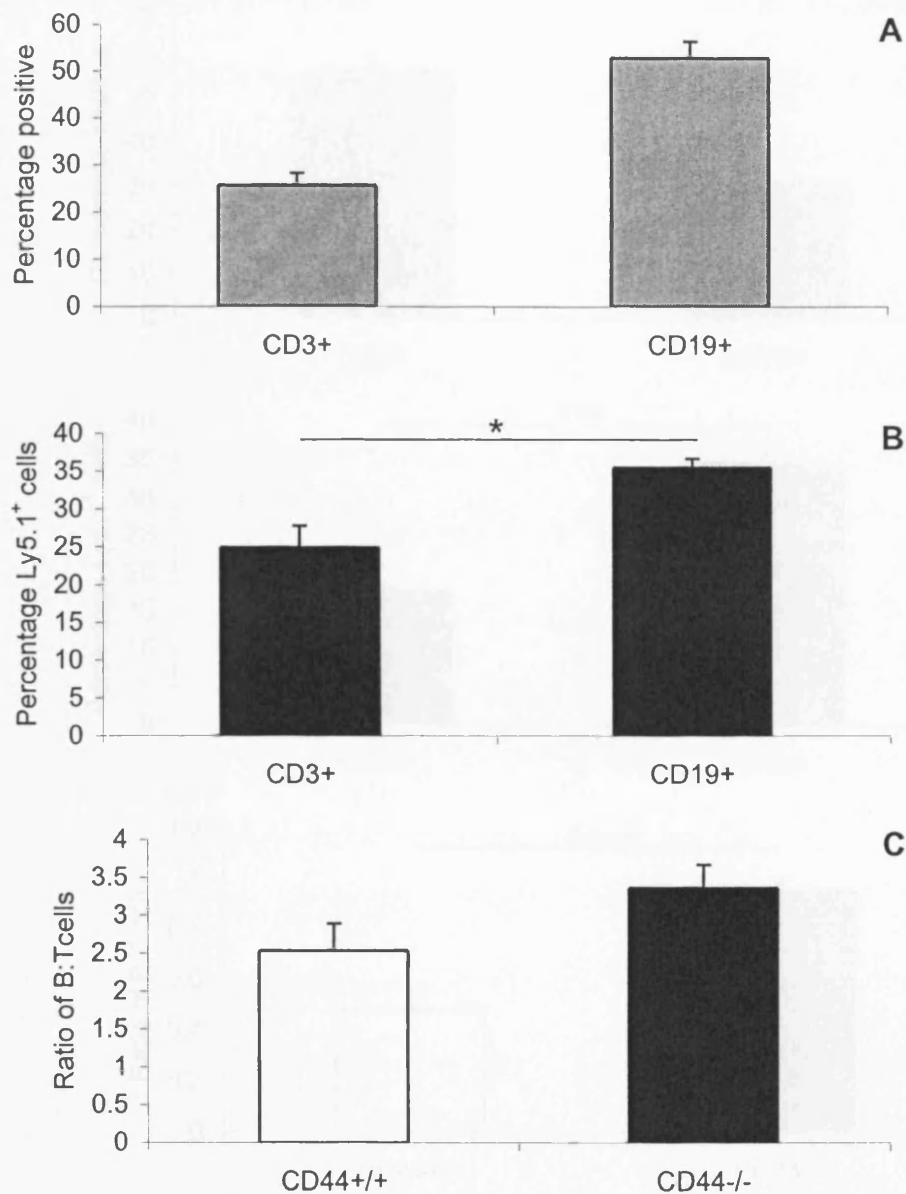 A
Percentage positive
60
50
40
30
20
10
0
CD3+ CD19+
B
Percentage Ly5.1+ cells
40
35
30
25
20
15
10
5
0
*
CD3+ CD19+
C
Ratio of B:Tcells
4
3.5
3
2.5
2
1.5
1
0.5
0
CD44+/+ CD44-/-